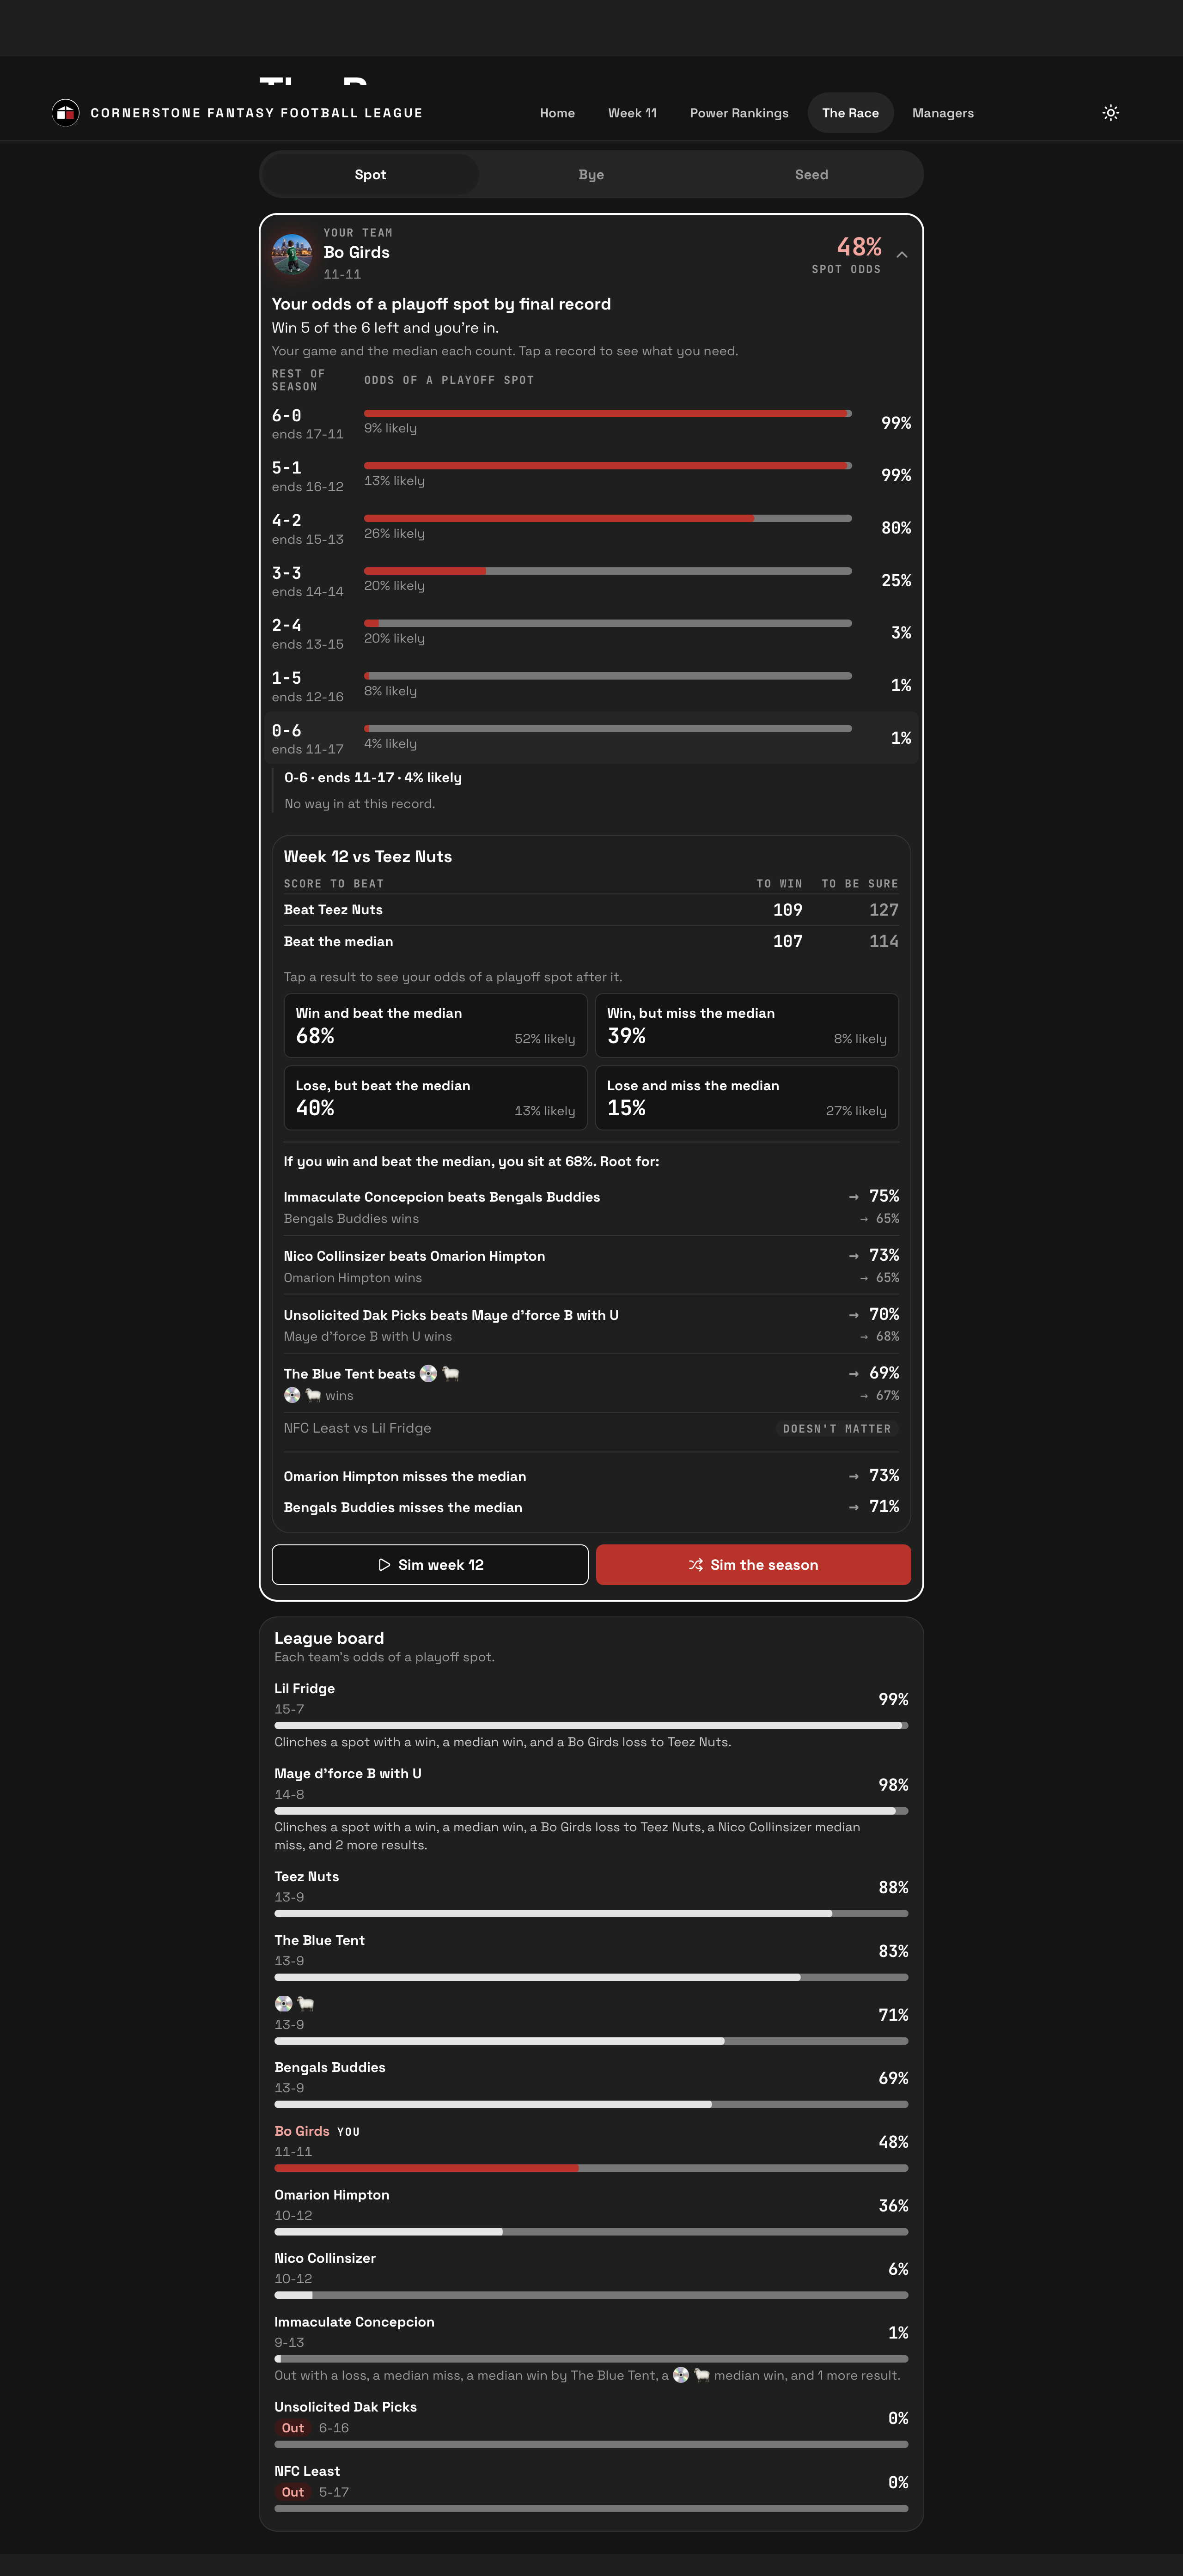 CORNERSTONE FANTASY FOOTBALL LEAGUE
Home
Week 11
Power Rankings
The Race
Managers
Spot
Bye
Seed
YOUR TEAM
Bo Girds
11-11
48%
SPOT ODDS
Your odds of a playoff spot by final record
Win 5 of the 6 left and you're in.
Your game and the median each count. Tap a record to see what you need.
REST OF SEASON
ODDS OF A PLAYOFF SPOT
6-0
ends 17-11
9% likely
99%
5-1
ends 16-12
13% likely
99%
4-2
ends 15-13
26% likely
80%
3-3
ends 14-14
20% likely
25%
2-4
ends 13-15
20% likely
3%
1-5
ends 12-16
8% likely
1%
0-6
ends 11-17
4% likely
1%
0-6 · ends 11-17 · 4% likely
No way in at this record.
Week 12 vs Teez Nuts
SCORE TO BEAT
TO WIN
TO BE SURE
Beat Teez Nuts
109
127
Beat the median
107
114
Tap a result to see your odds of a playoff spot after it.
Win and beat the median
68%
52% likely
Win, but miss the median
39%
8% likely
Lose, but beat the median
40%
13% likely
Lose and miss the median
15%
27% likely
If you win and beat the median, you sit at 68%. Root for:
Immaculate Concepcion beats Bengals Buddies
→ 75%
Bengals Buddies wins
→ 65%
Nico Collinsizer beats Omarion Himpton
→ 73%
Omarion Himpton wins
→ 65%
Unsolicited Dak Picks beats Maye d'force B with U
→ 70%
Maye d'force B with U wins
→ 68%
The Blue Tent beats 💿 🐑
→ 69%
💿 🐑 wins
→ 67%
NFC Least vs Lil Fridge
DOESN'T MATTER
Omarion Himpton misses the median
→ 73%
Bengals Buddies misses the median
→ 71%
Sim week 12
Sim the season
League board
Each team's odds of a playoff spot.
Lil Fridge
15-7
99%
Clinches a spot with a win, a median win, and a Bo Girds loss to Teez Nuts.
Maye d'force B with U
14-8
98%
Clinches a spot with a win, a median win, a Bo Girds loss to Teez Nuts, a Nico Collinsizer median
miss, and 2 more results.
Teez Nuts
13-9
88%
The Blue Tent
13-9
83%
💿 🐑
13-9
71%
Bengals Buddies
13-9
69%
Bo Girds YOU
11-11
48%
Omarion Himpton
10-12
36%
Nico Collinsizer
10-12
6%
Immaculate Concepcion
9-13
1%
Out with a loss, a median miss, a median win by The Blue Tent, a 💿 🐑 median win, and 1 more result.
Unsolicited Dak Picks
Out 6-16
0%
NFC Least
Out 5-17
0%